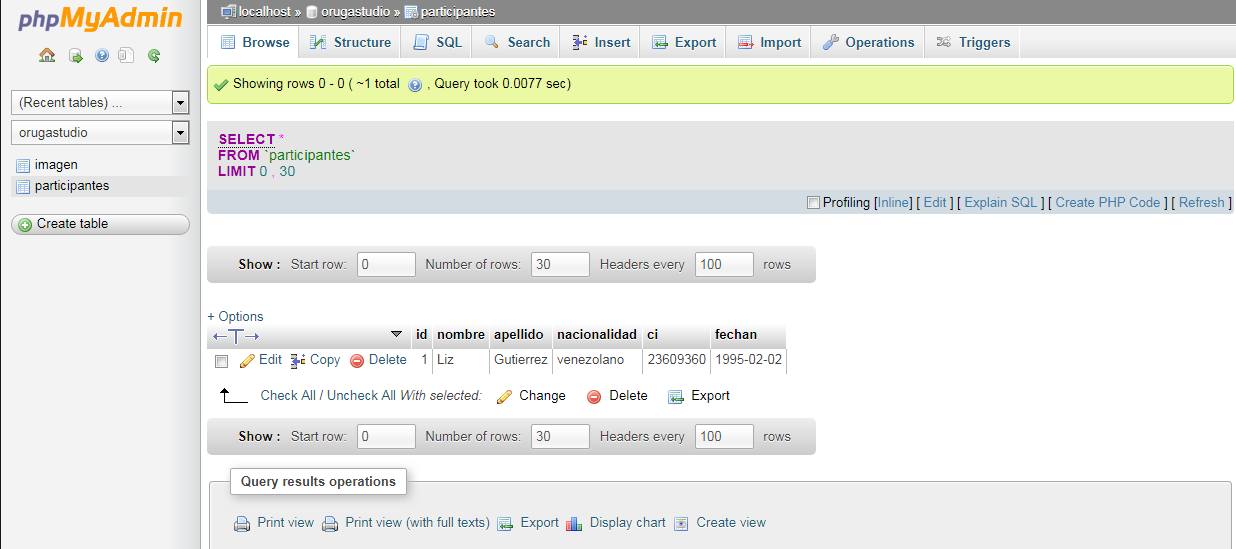 phpMyAdmin
localhost » orugastudio » participantes
Browse Structure SQL Search Insert Export Import Operations Triggers
Showing rows 0 - 0 ( ~1 total , Query took 0.0077 sec)
(Recent tables) ...
orugastudio
imagen
participantes
Create table
SELECT *
FROM `participantes`
LIMIT 0 , 30
Profiling [Inline] [ Edit ] [ Explain SQL ] [ Create PHP Code ] [ Refresh ]
Show : Start row: 0 Number of rows: 30 Headers every 100 rows
+ Options
←T→ id nombre apellido nacionalidad ci fechan
Edit Copy Delete 1 Liz Gutierrez venezolano 23609360 1995-02-02
Check All / Uncheck All With selected: Change Delete Export
Show : Start row: 0 Number of rows: 30 Headers every 100 rows
Query results operations
Print view Print view (with full texts) Export Display chart Create view